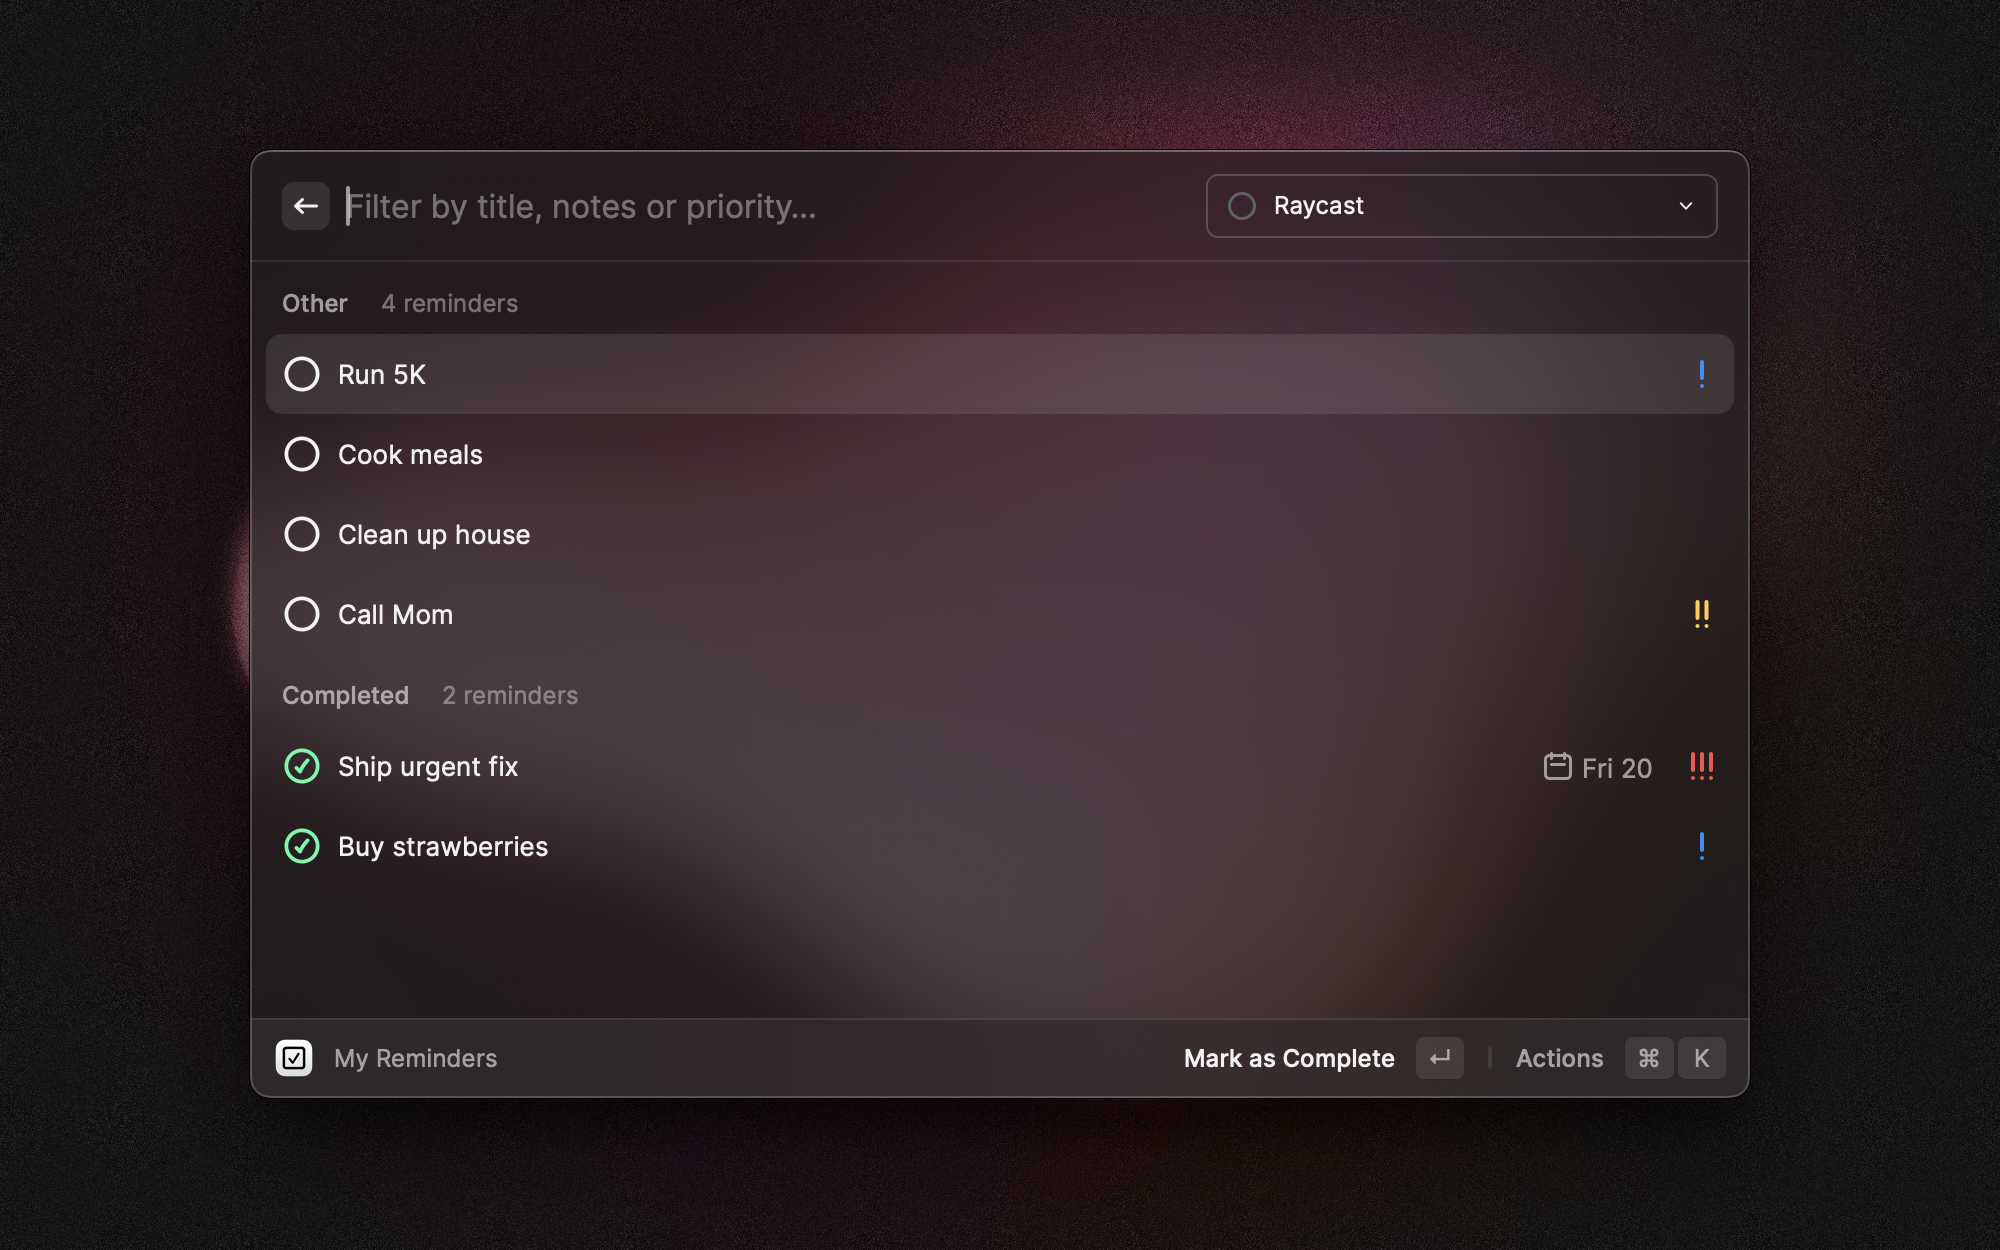 Filter by title, notes or priority...
Raycast
Other 4 reminders
Run 5K !
Cook meals
Clean up house
Call Mom !!
Completed 2 reminders
Ship urgent fix Fri 20 !!!
Buy strawberries !
My Reminders
Mark as Complete ↵ | Actions ⌘ K